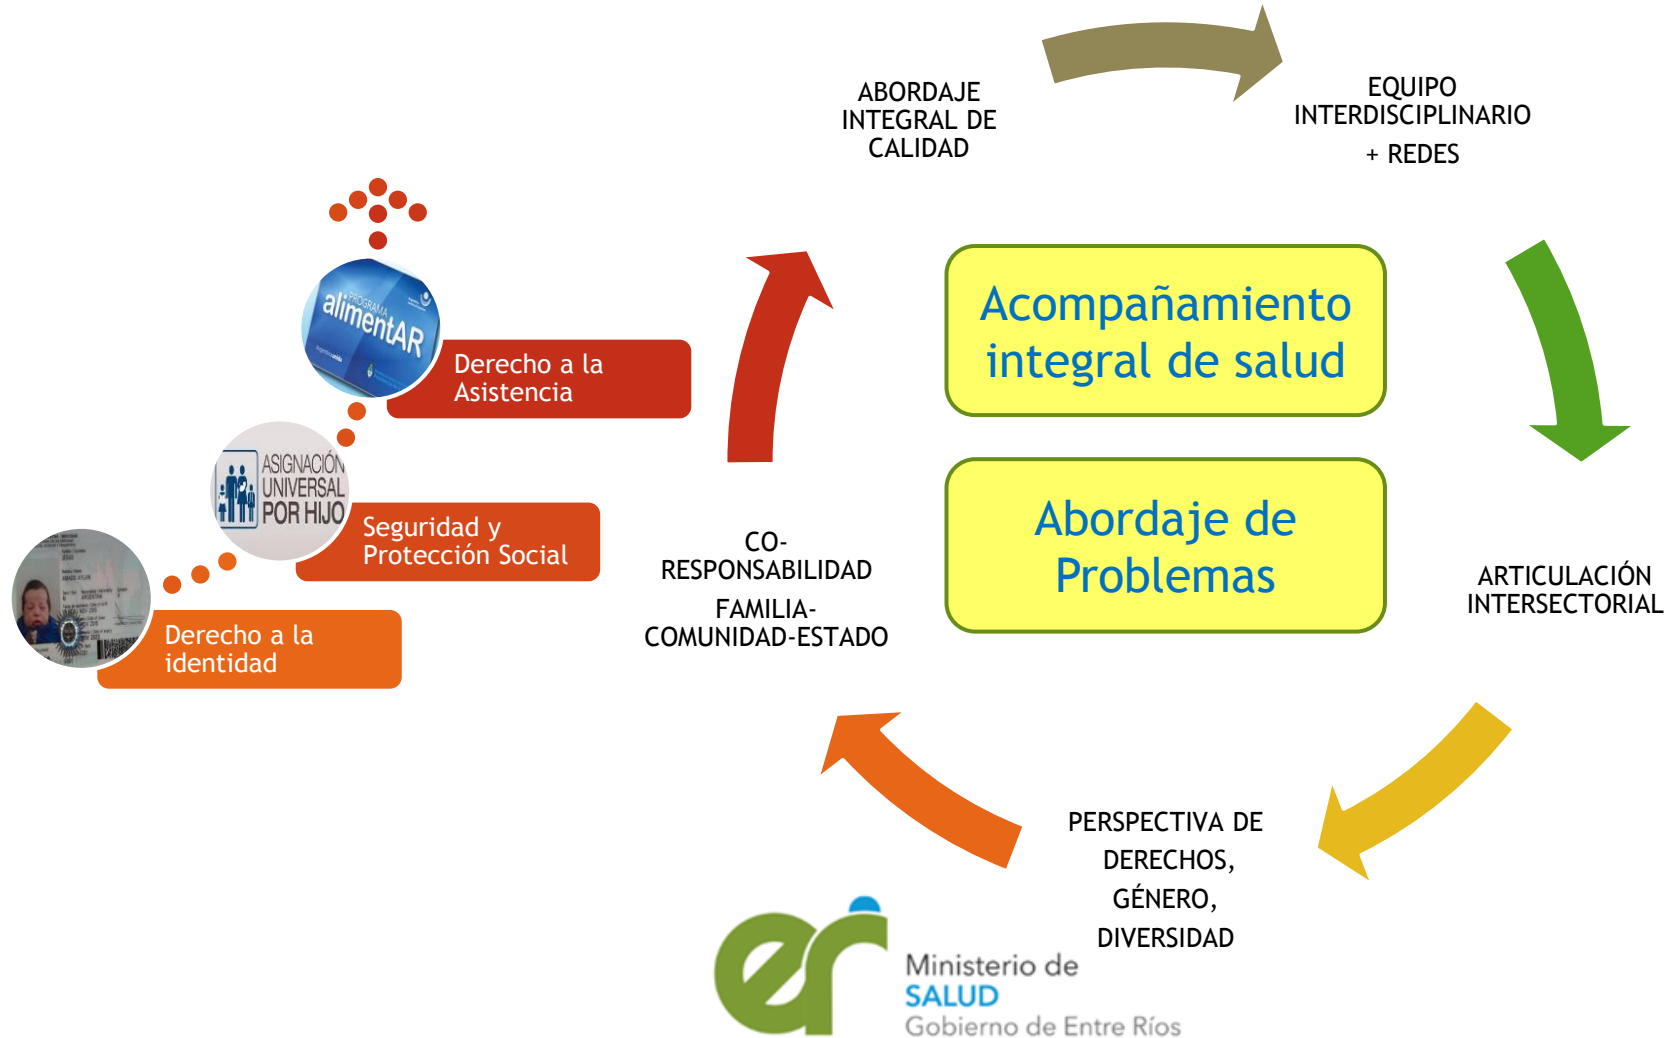 ABORDAJE
INTEGRAL DE
CALIDAD
EQUIPO
INTERDISCIPLINARIO
+ REDES
Acompañamiento
integral de salud
Abordaje de
Problemas
ARTICULACIÓN
INTERSECTORIAL
PERSPECTIVA DE
DERECHOS,
GÉNERO,
DIVERSIDAD
CO-
RESPONSABILIDAD
FAMILIA-
COMUNIDAD-ESTADO
PROGRAMA
alimentAR
Derecho a la
Asistencia
ASIGNACIÓN
UNIVERSAL
POR HIJO
Seguridad y
Protección Social
Derecho a la
identidad
er
Ministerio de
SALUD
Gobierno de Entre Ríos